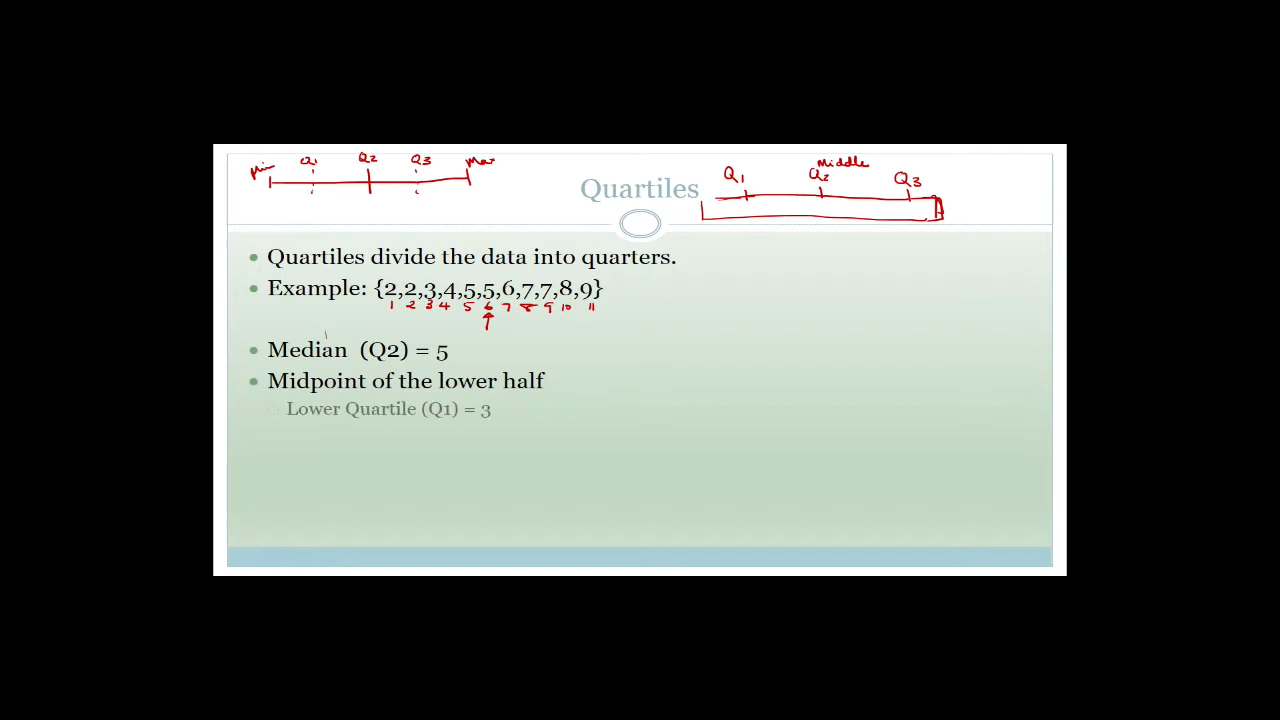 Min Q1 Q2 Q3 Max
Q1 Middle Q2 Q3
Quartiles
Quartiles divide the data into quarters.
Example: {2,2,3,4,5,5,6,7,7,8,9}
1 2 3 4 5 6 7 8 9 10 11
Median (Q2) = 5
Midpoint of the lower half
Lower Quartile (Q1) = 3